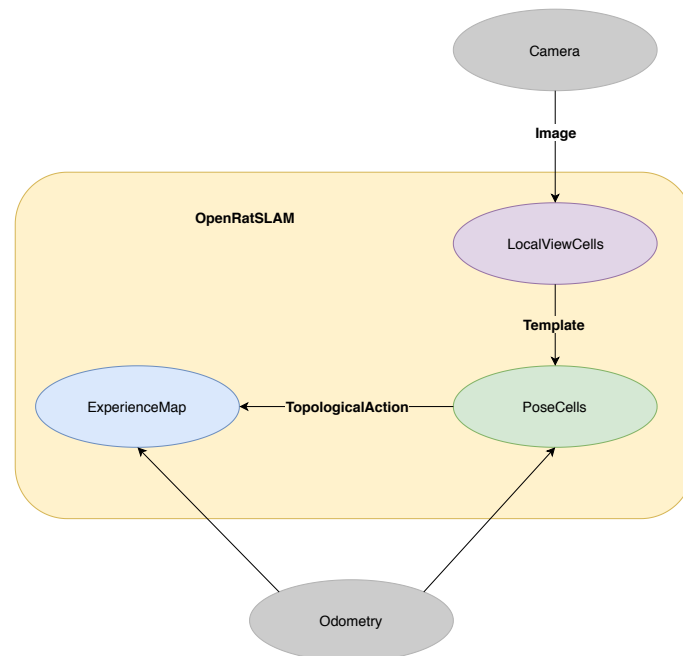 Camera
Image
OpenRatSLAM
LocalViewCells
Template
ExperienceMap
TopologicalAction
PoseCells
Odometry